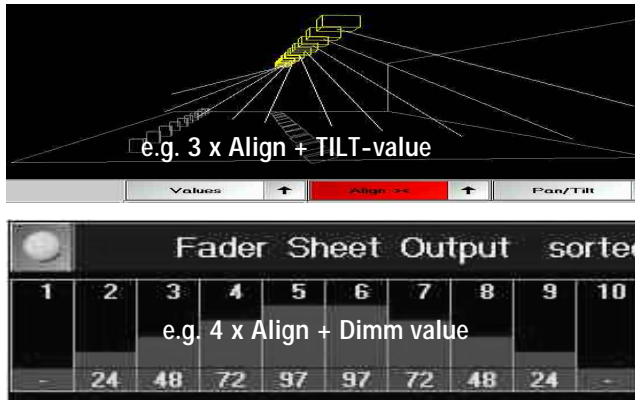 e.g. 3 x Align + TILT-value
Values Align >< Pan/Tilt
Fader Sheet Output sorte
1 2 3 4 5 6 7 8 9 10
e.g. 4 x Align + Dimm value
- 24 48 72 97 97 72 48 24 -